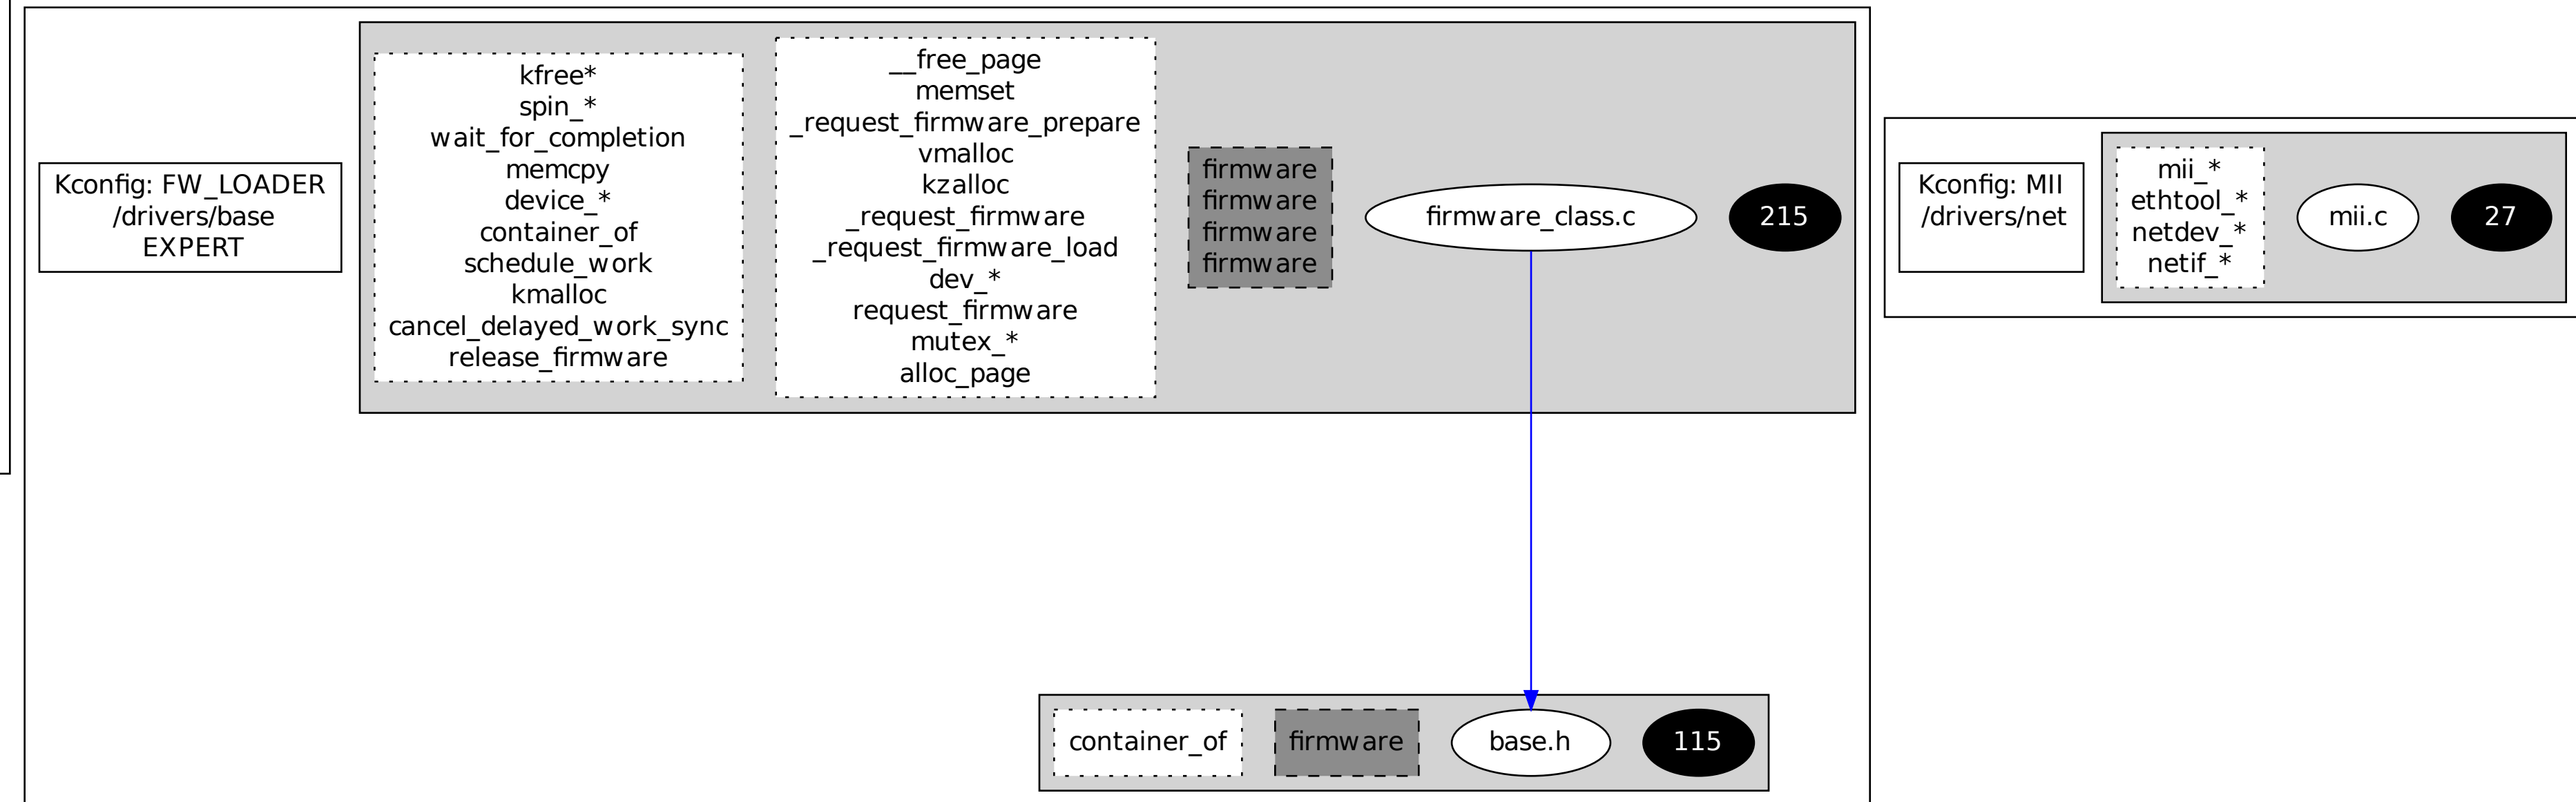 Kconfig: FW_LOADER
/drivers/base
EXPERT
kfree*
spin_*
wait_for_completion
memcpy
device_*
container_of
schedule_work
kmalloc
cancel_delayed_work_sync
release_firmware
__free_page
memset
_request_firmware_prepare
vmalloc
kzalloc
_request_firmware
_request_firmware_load
dev_*
request_firmware
mutex_*
alloc_page
firmware
firmware
firmware
firmware
firmware_class.c
215
Kconfig: MII
/drivers/net
mii_*
ethtool_*
netdev_*
netif_*
mii.c
27
container_of
firmware
base.h
115